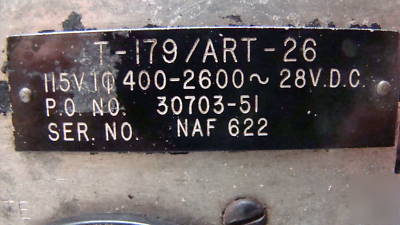 T-179/ART-26
115V 1ϕ 400-2600~ 28V.D.C.
P.O. NO. 30703-51
SER. NO. NAF 622